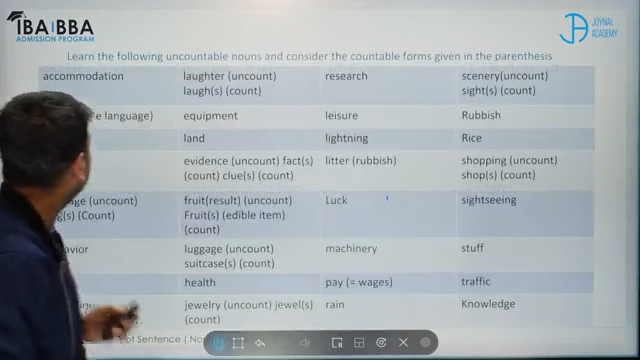 IBA|BBA
ADMISSION PROGRAM
JOYNAL
ACADEMY
Learn the following uncountable nouns and consider the countable forms given in the parenthesis
accommodation
laughter (uncount)
laugh(s) (count)
research
scenery(uncount)
sight(s) (count)
language)
equipment
leisure
Rubbish
land
lightning
Rice
evidence (uncount) fact(s)
(count) clue(s) (count)
litter (rubbish)
shopping (uncount)
shop(s) (count)
(uncount)
(Count)
fruit(result) (uncount)
Fruit(s) (edible item)
(count)
Luck
sightseeing
luggage (uncount)
suitcase(s) (count)
machinery
stuff
health
pay (= wages)
traffic
jewelry (uncount) jewel(s)
(count)
rain
Knowledge
of Sentence